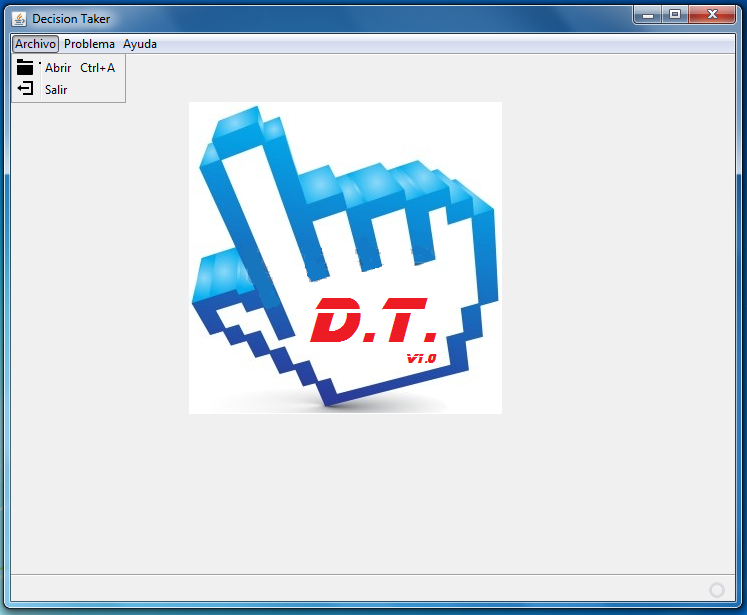 Decision Taker
Archivo Problema Ayuda
Abrir Ctrl+A
Salir
D.T.
V1.0